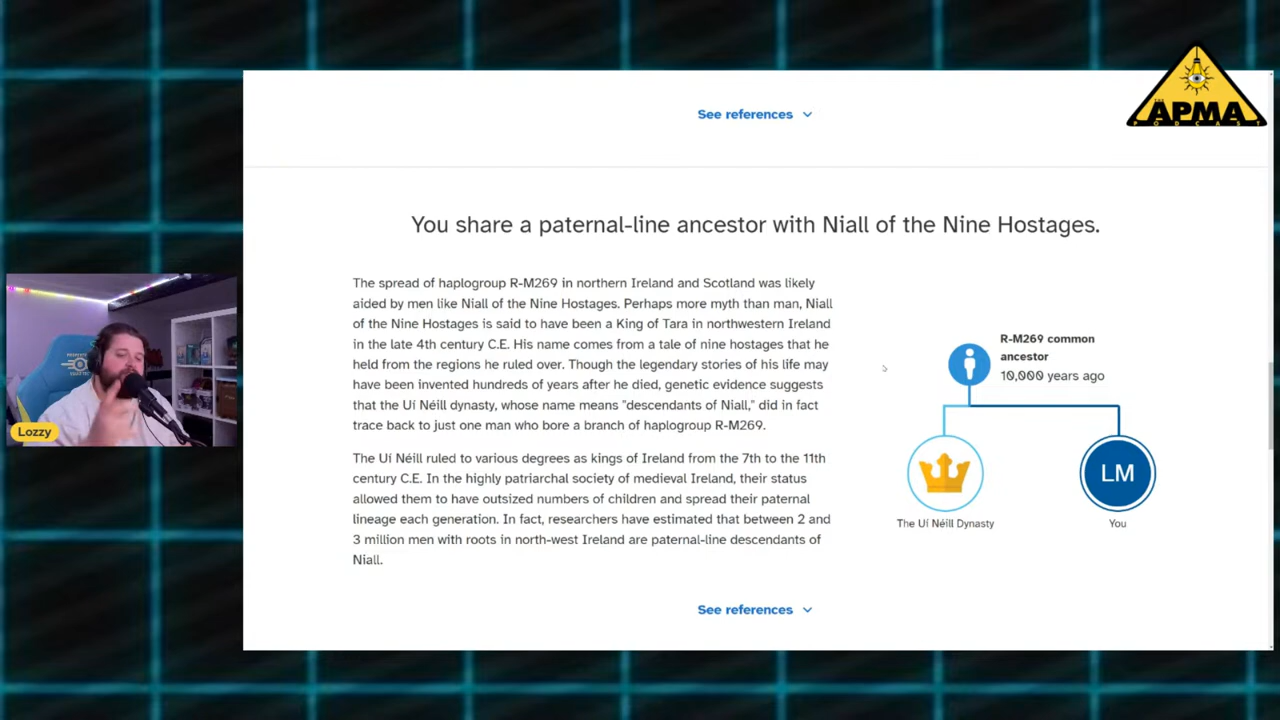 See references
THE
APMA
PODCAST
You share a paternal-line ancestor with Niall of the Nine Hostages.
The spread of haplogroup R-M269 in northern Ireland and Scotland was likely
aided by men like Niall of the Nine Hostages. Perhaps more myth than man, Niall
of the Nine Hostages is said to have been a King of Tara in northwestern Ireland
in the late 4th century C.E. His name comes from a tale of nine hostages that he
held from the regions he ruled over. Though the legendary stories of his life may
have been invented hundreds of years after he died, genetic evidence suggests
that the Uí Néill dynasty, whose name means "descendants of Niall," did in fact
trace back to just one man who bore a branch of haplogroup R-M269.
The Uí Néill ruled to various degrees as kings of Ireland from the 7th to the 11th
century C.E. In the highly patriarchal society of medieval Ireland, their status
allowed them to have outsized numbers of children and spread their paternal
lineage each generation. In fact, researchers have estimated that between 2 and
3 million men with roots in north-west Ireland are paternal-line descendants of
Niall.
R-M269 common
ancestor
10,000 years ago
LM
The Uí Néill Dynasty
You
See references
Lozzy